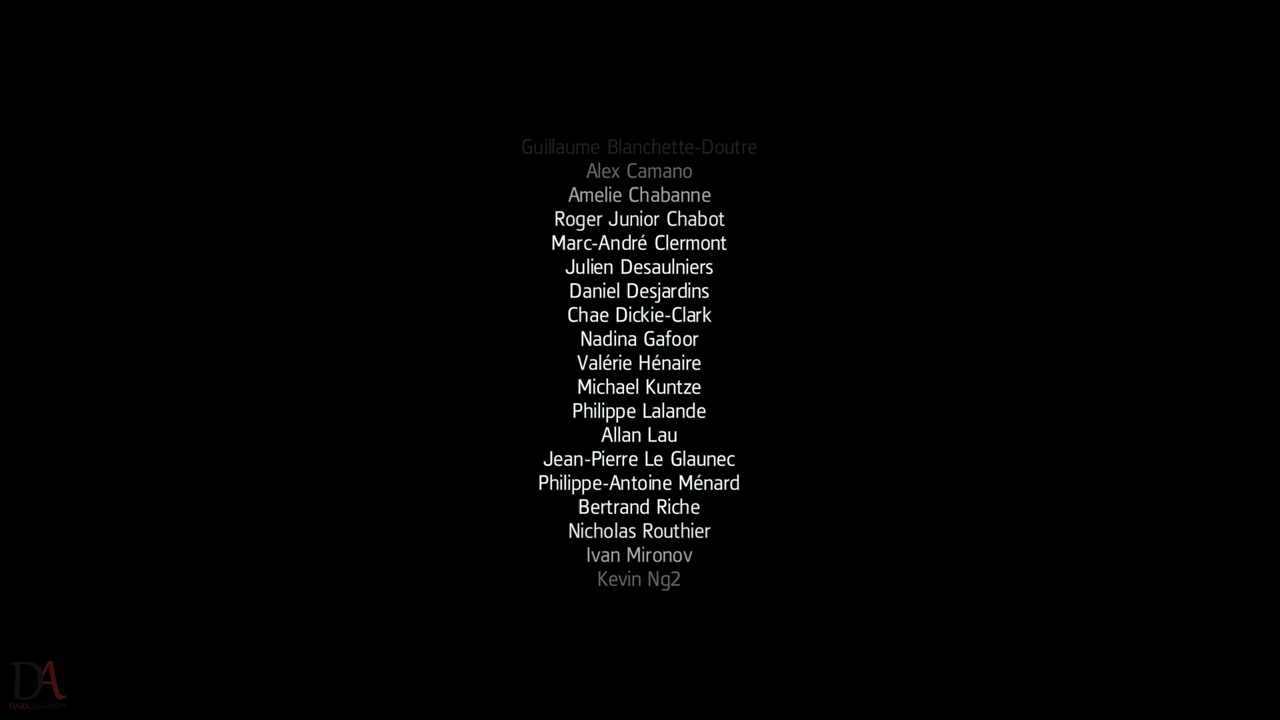 Guillaume Blanchette-Doutre
Alex Camano
Amelie Chabanne
Roger Junior Chabot
Marc-André Clermont
Julien Desaulniers
Daniel Desjardins
Chae Dickie-Clark
Nadina Gafoor
Valérie Hénaire
Michael Kuntze
Philippe Lalande
Allan Lau
Jean-Pierre Le Glaunec
Philippe-Antoine Ménard
Bertrand Riche
Nicholas Routhier
Ivan Mironov
Kevin Ng2
DA
DARK